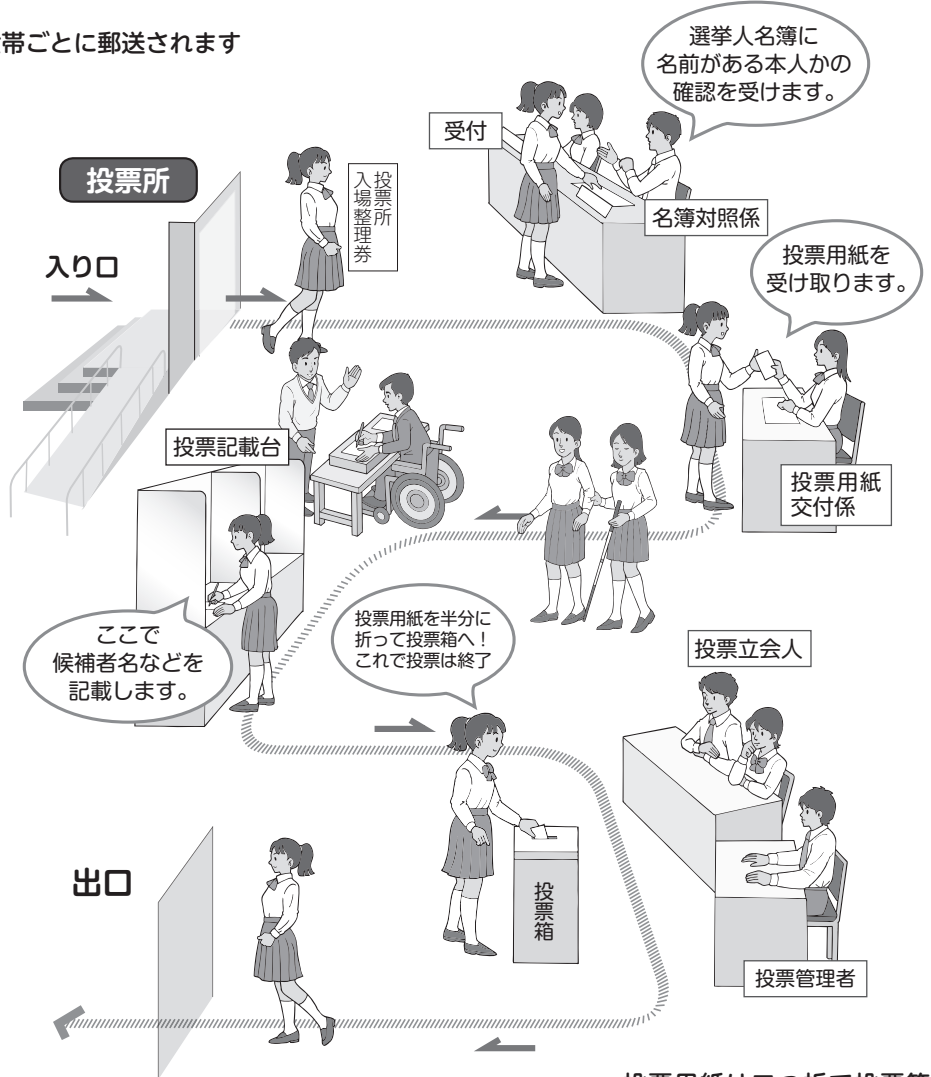 帯ごとに郵送されます
選挙人名簿に
名前がある本人かの
確認を受けます。
受付
投票所
投票所
入場整理券
名簿対照係
入り口
投票用紙を
受け取ります。
投票記載台
投票用紙
交付係
ここで
候補者名などを
記載します。
投票用紙を半分に
折って投票箱へ！
これで投票は終了
投票立会人
出口
投票箱
投票管理者